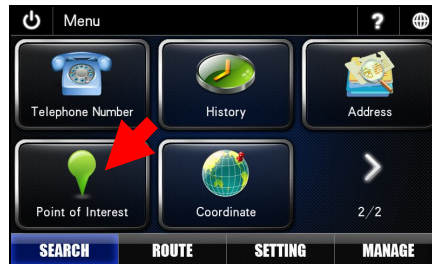 Menu ?
Telephone Number History Address
Point of Interest Coordinate 2/2
SEARCH ROUTE SETTING MANAGE